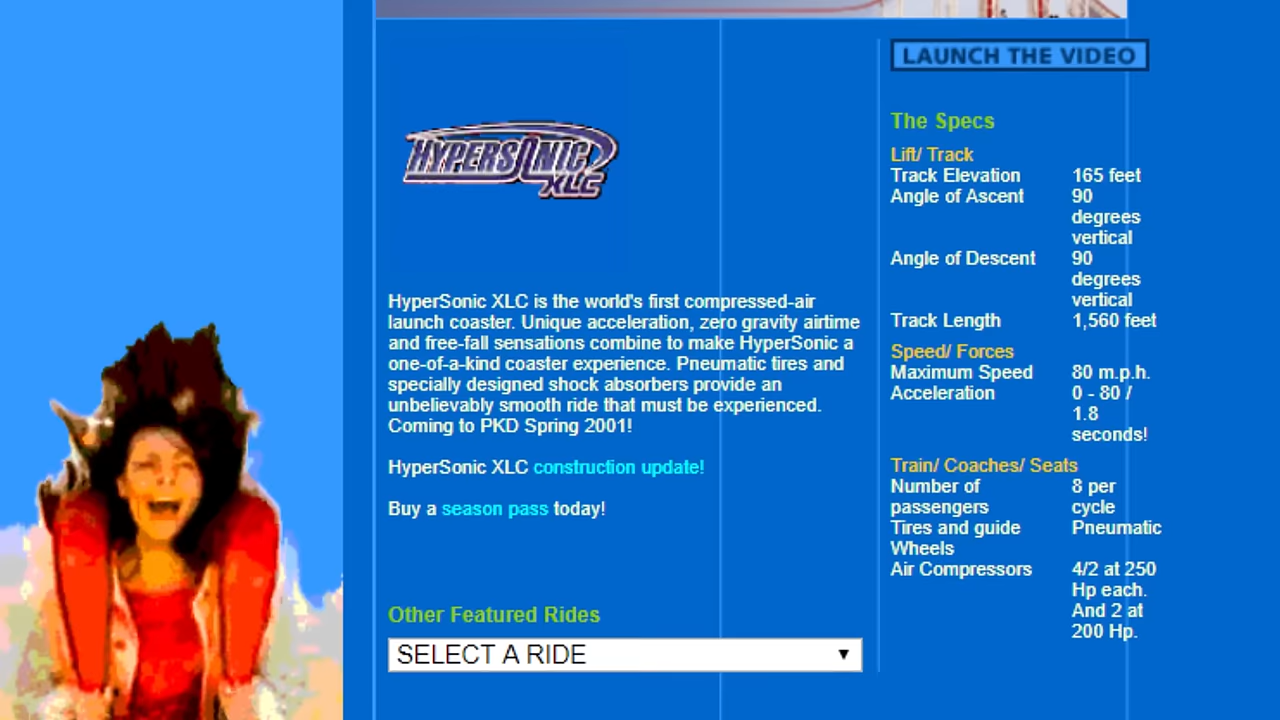 HYPERSONIC
XLC
HyperSonic XLC is the world's first compressed-air
launch coaster. Unique acceleration, zero gravity airtime
and free-fall sensations combine to make HyperSonic a
one-of-a-kind coaster experience. Pneumatic tires and
specially designed shock absorbers provide an
unbelievably smooth ride that must be experienced.
Coming to PKD Spring 2001!
HyperSonic XLC construction update!
Buy a season pass today!
Other Featured Rides
SELECT A RIDE
LAUNCH THE VIDEO
The Specs
Lift/ Track
Track Elevation 165 feet
Angle of Ascent 90
degrees
vertical
Angle of Descent 90
degrees
vertical
Track Length 1,560 feet
Speed/ Forces
Maximum Speed 80 m.p.h.
Acceleration 0 - 80 /
1.8
seconds!
Train/ Coaches/ Seats
Number of 8 per
passengers cycle
Tires and guide Pneumatic
Wheels
Air Compressors 4/2 at 250
Hp each.
And 2 at
200 Hp.